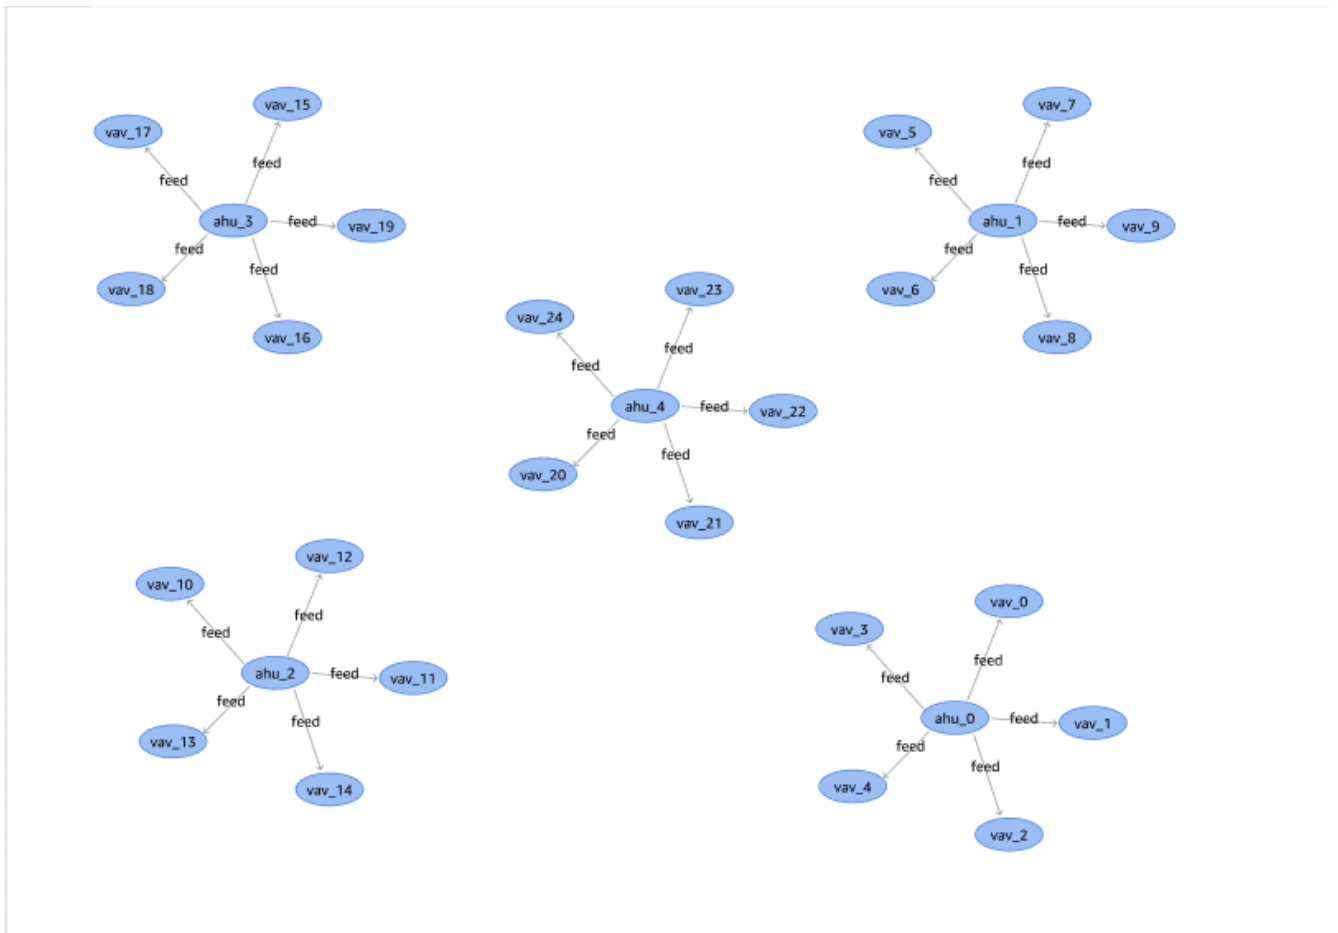 vav_15
vav_17
feed
feed
ahu_3
feed
vav_19
feed
feed
vav_18
vav_16
vav_7
vav_5
feed
feed
ahu_1
feed
vav_9
feed
feed
vav_6
vav_8
vav_23
vav_24
feed
feed
ahu_4
feed
vav_22
feed
feed
vav_20
vav_21
vav_12
vav_10
feed
feed
ahu_2
feed
vav_11
feed
feed
vav_13
vav_14
vav_0
vav_3
feed
feed
ahu_0
feed
vav_1
feed
feed
vav_4
vav_2